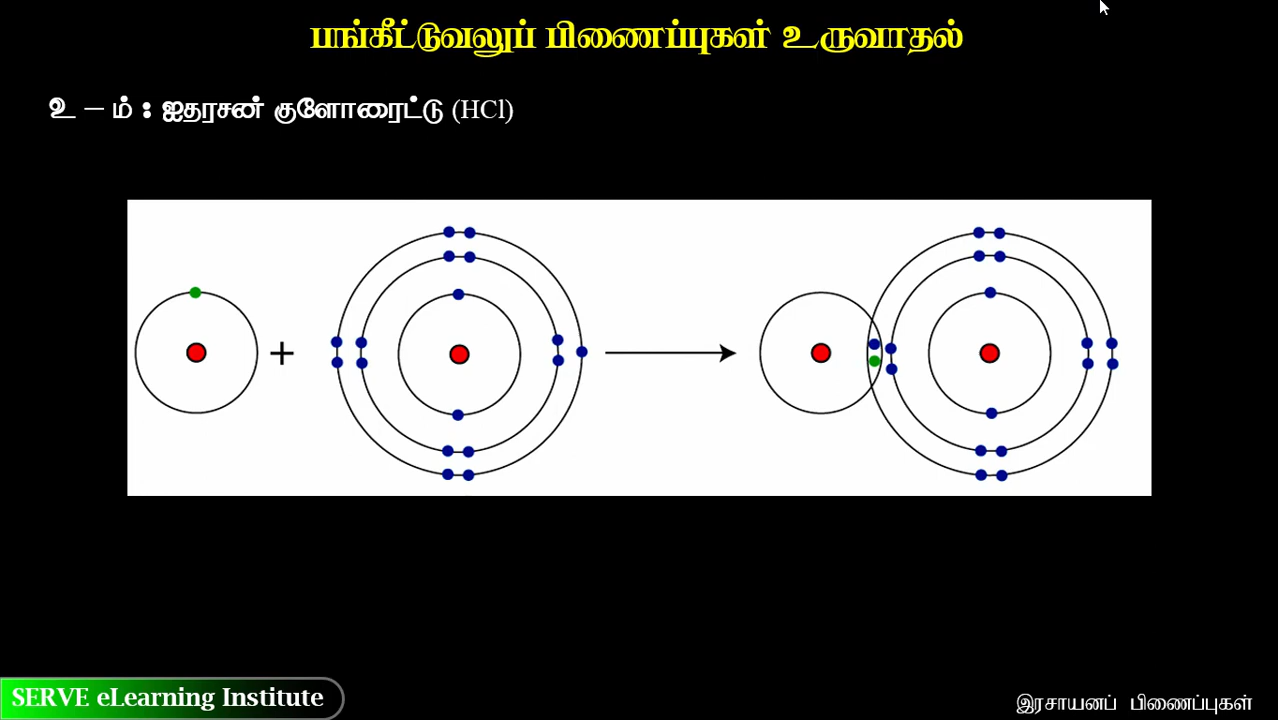 பங்கீட்டுவலுப் பிணைப்புகள் உருவாதல்
உ – ம் : ஐதரசன் குளோரைட்டு (HCl)
+
SERVE eLearning Institute
இரசாயனப் பிணைப்புகள்